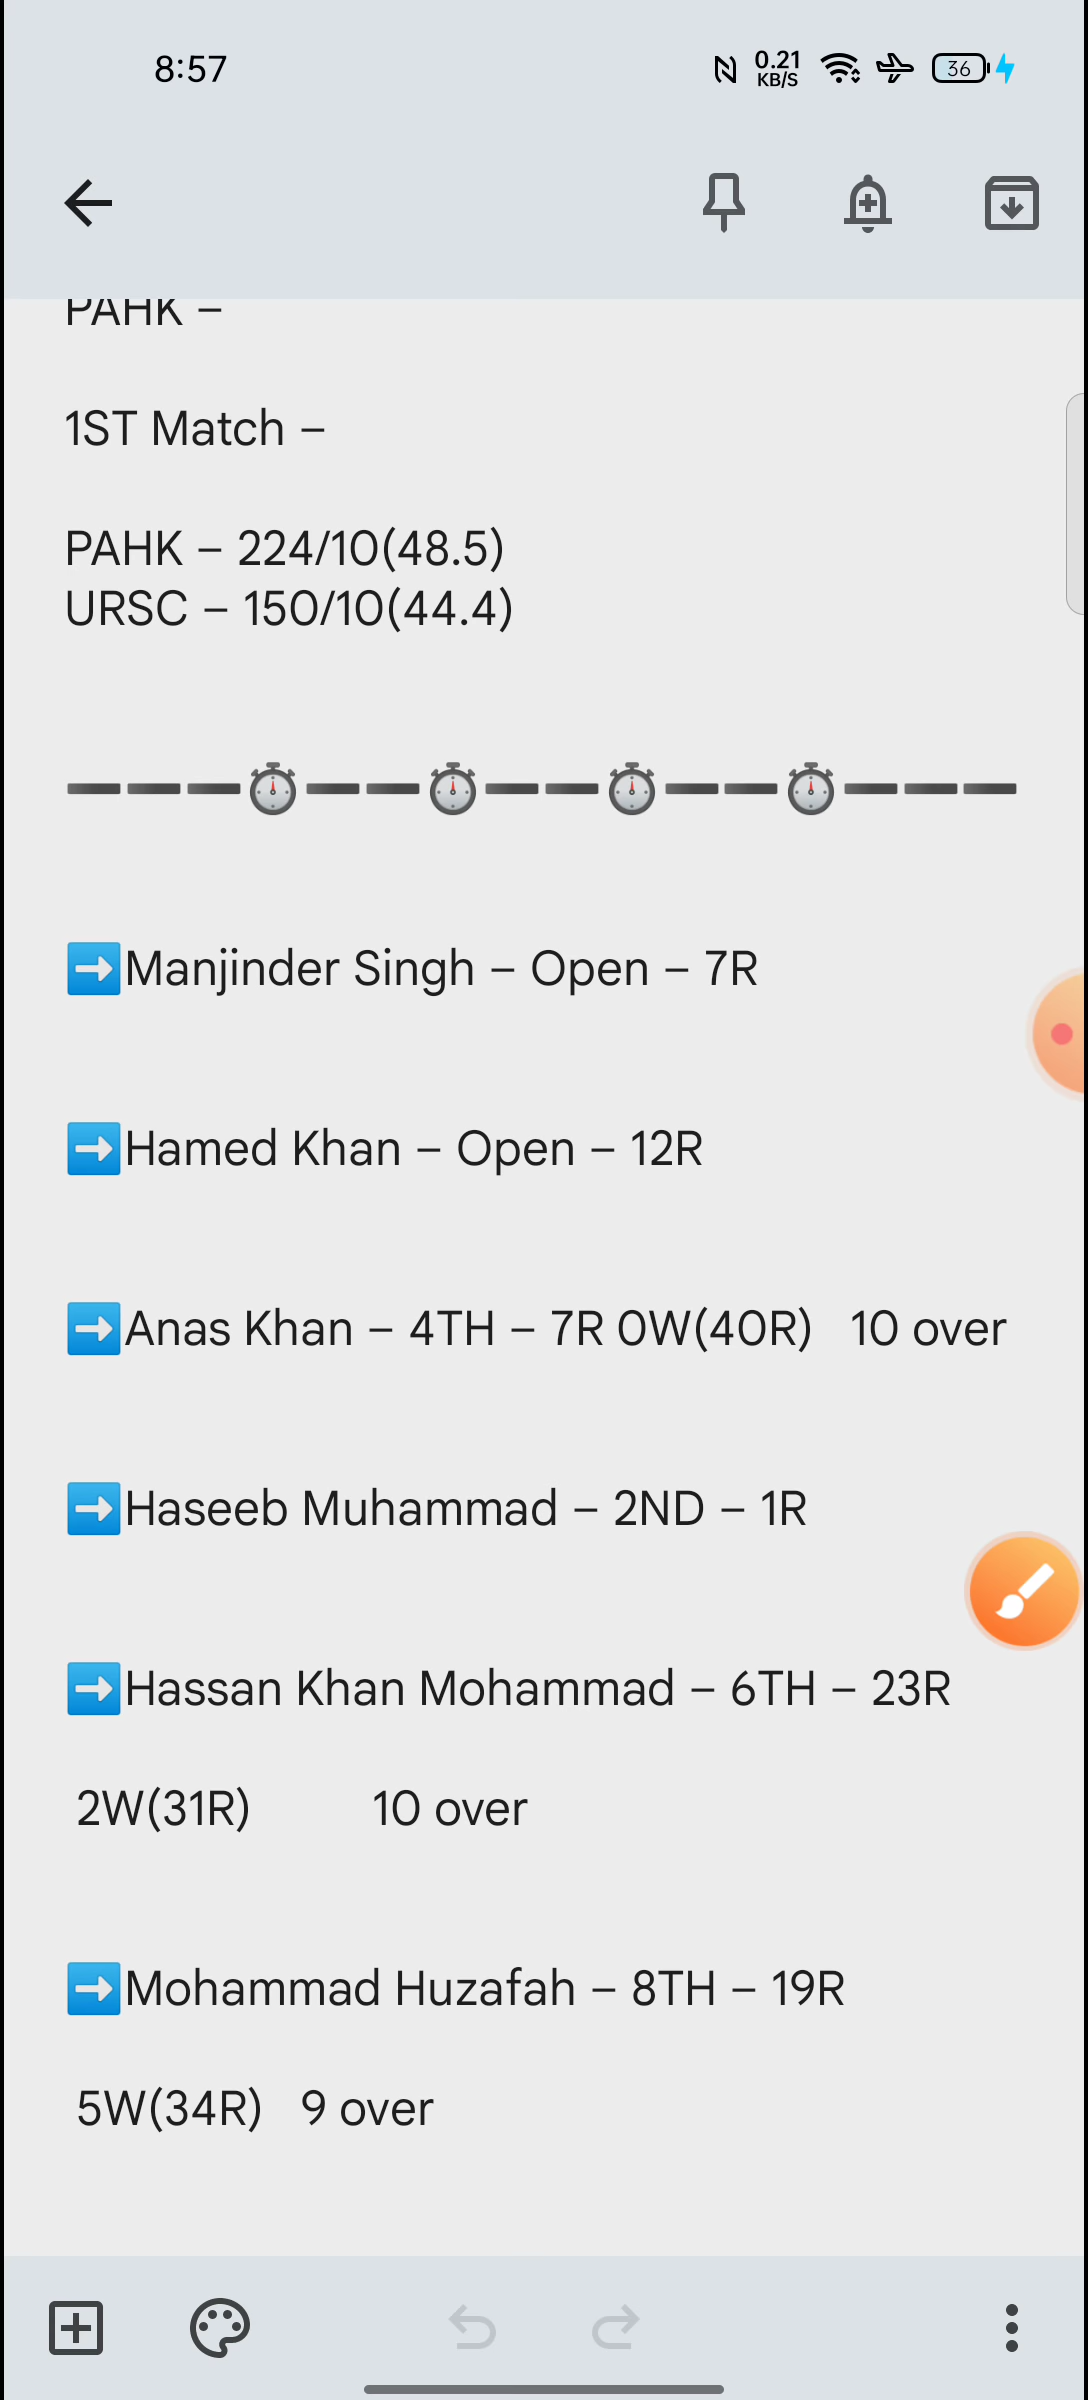 8:57 0.21 KB/S 36
PAHK –
1ST Match –
PAHK – 224/10(48.5)
URSC – 150/10(44.4)
➡️Manjinder Singh – Open – 7R
➡️Hamed Khan – Open – 12R
➡️Anas Khan – 4TH – 7R 0W(40R) 10 over
➡️Haseeb Muhammad – 2ND – 1R
➡️Hassan Khan Mohammad – 6TH – 23R
2W(31R) 10 over
➡️Mohammad Huzafah – 8TH – 19R
5W(34R) 9 over